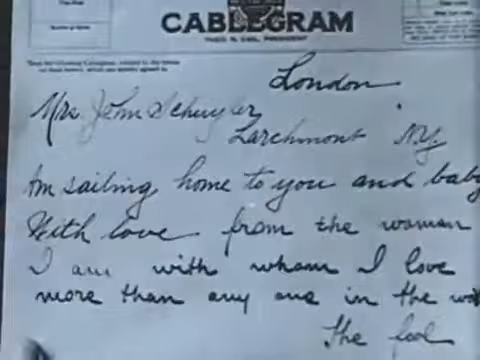 CABLEGRAM
London
Mrs. John Schuyler
Larchmont N.Y.
Am sailing home to you and baby
With love from the woman
I am with whom I love
more than any one in the
the fool